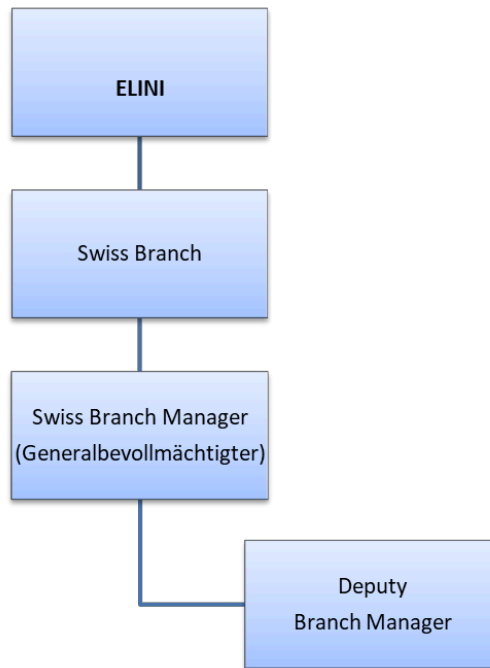 ELINI
Swiss Branch
Swiss Branch Manager
(Generalbevollmächtigter)
Deputy
Branch Manager